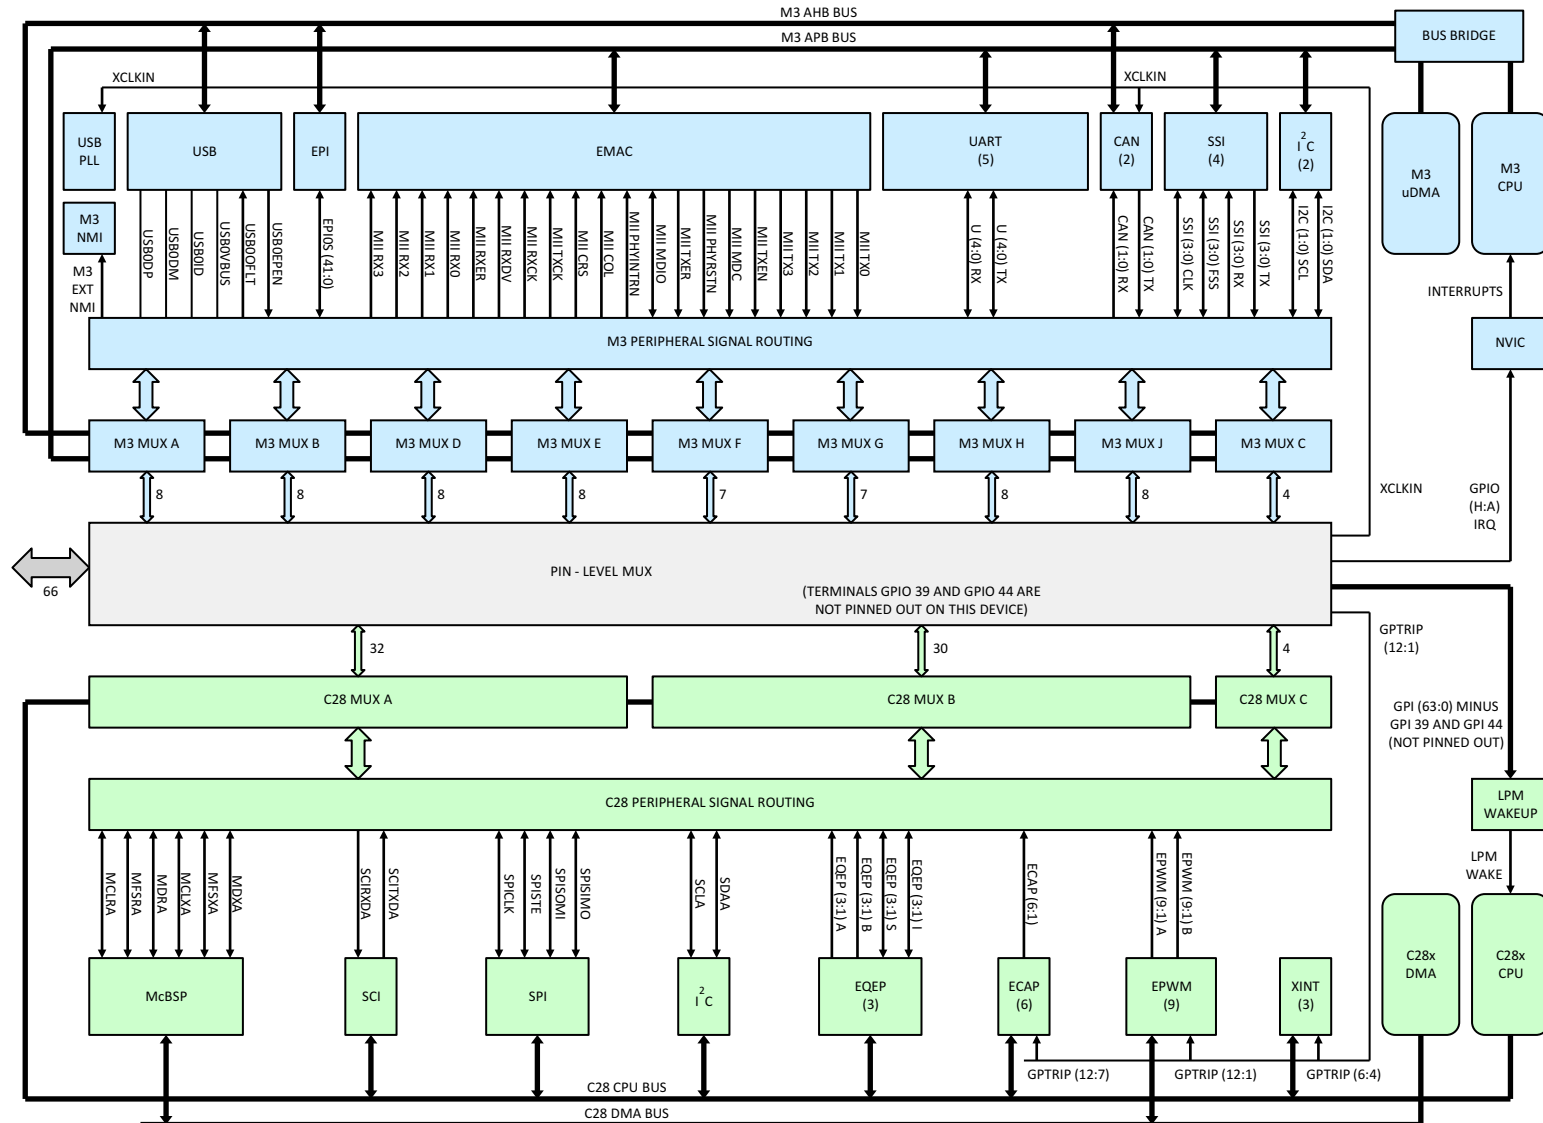 M3 AHB BUS
M3 APB BUS
BUS BRIDGE
XCLKIN
XCLKIN
USB
PLL
USB
EPI
EMAC
UART
(5)
CAN
(2)
SSI
(4)
I2C
(2)
M3
uDMA
M3
CPU
M3
NMI
M3
EXT
NMI
USB0DP
USB0DM
USB0ID
USB0VBUS
USB0OFLT
USB0EPEN
EPI0S (41:0)
MII RX3
MII RX2
MII RX1
MII RX0
MII RXER
MII RXDV
MII RXCK
MII TXCK
MII CRS
MII COL
MII PHYINTRN
MII MDIO
MII TXER
MII PHYRSTN
MII MDC
MII TXEN
MII TX3
MII TX2
MII TX1
MII TX0
U (4:0) RX
U (4:0) TX
CAN (1:0) RX
CAN (1:0) TX
SSI (3:0) CLK
SSI (3:0) FSS
SSI (3:0) RX
SSI (3:0) TX
I2C (1:0) SCL
I2C (1:0) SDA
INTERRUPTS
M3 PERIPHERAL SIGNAL ROUTING
NVIC
M3 MUX A
M3 MUX B
M3 MUX D
M3 MUX E
M3 MUX F
M3 MUX G
M3 MUX H
M3 MUX J
M3 MUX C
8
8
8
8
7
7
8
8
4
XCLKIN
GPIO
(H:A)
IRQ
PIN - LEVEL MUX
(TERMINALS GPIO 39 AND GPIO 44 ARE
NOT PINNED OUT ON THIS DEVICE)
66
32
30
4
GPTRIP
(12:1)
C28 MUX A
C28 MUX B
C28 MUX C
GPI (63:0) MINUS
GPI 39 AND GPI 44
(NOT PINNED OUT)
C28 PERIPHERAL SIGNAL ROUTING
LPM
WAKEUP
LPM
WAKE
MCLRA
MFSRA
MDRA
MCLXA
MFSXA
MDXA
SCIRXDA
SCITXDA
SPICLK
SPISTE
SPISOMI
SPISIMO
SCLA
SDAA
EQEP (3:1) A
EQEP (3:1) B
EQEP (3:1) S
EQEP (3:1) I
ECAP (6:1)
EPWM (9:1) A
EPWM (9:1) B
McBSP
SCI
SPI
I2C
EQEP
(3)
ECAP
(6)
EPWM
(9)
XINT
(3)
C28x
DMA
C28x
CPU
GPTRIP (12:7)
GPTRIP (12:1)
GPTRIP (6:4)
C28 CPU BUS
C28 DMA BUS